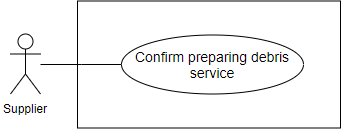 Confirm preparing debris
service
Supplier